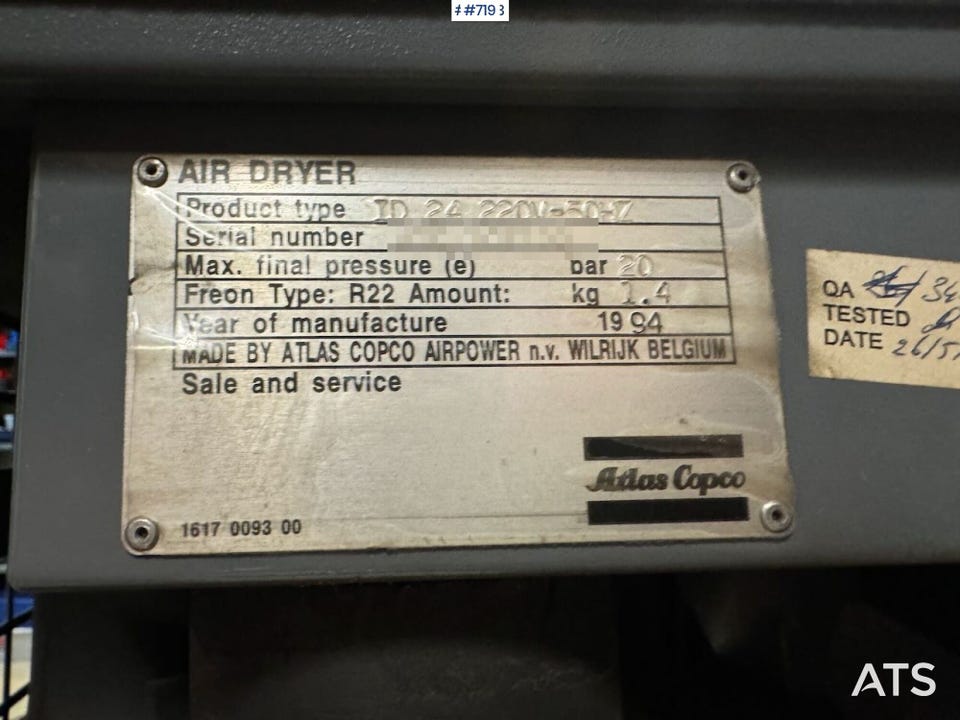 ##7193
AIR DRYER
Product type ID 24 220V-50HZ
Serial number
Max. final pressure (e) bar 20
Freon Type: R22 Amount: kg 1.4
Year of manufacture 1994
MADE BY ATLAS COPCO AIRPOWER n.v. WILRIJK BELGIUM
Sale and service
Atlas Copco
1617 0093 00
QA
TESTED
DATE 26/5/
ATS